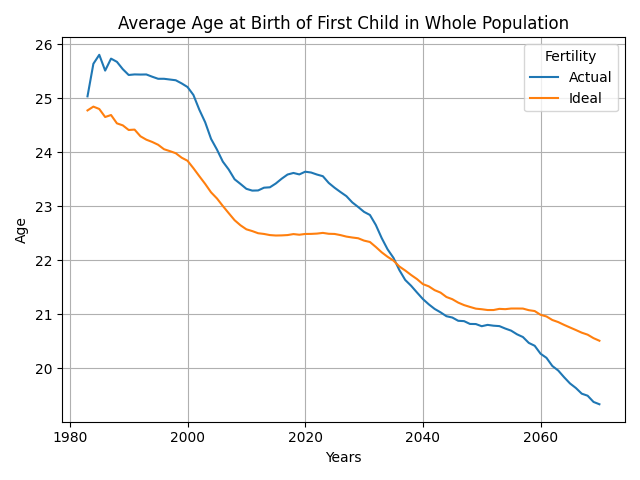 Average Age at Birth of First Child in Whole Population
Fertility
Actual
Ideal
Age
26
25
24
23
22
21
20
1980
2000
2020
2040
2060
Years